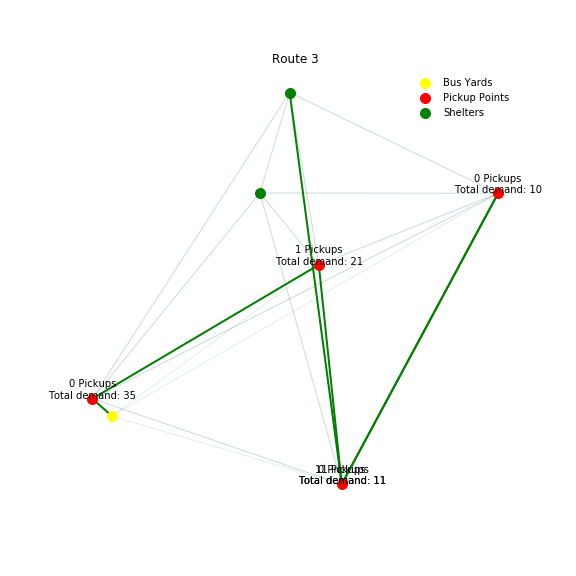 Route 3
Bus Yards
Pickup Points
Shelters
0 Pickups
Total demand: 10
1 Pickups
Total demand: 21
0 Pickups
Total demand: 35
Pickups
Total demand: 11